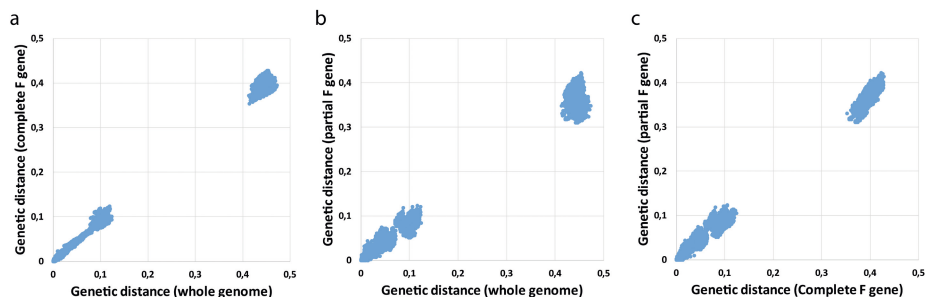 a
Genetic distance (complete F gene)
0,5
0,4
0,3
0,2
0,1
0
0 0,1 0,2 0,3 0,4 0,5
Genetic distance (whole genome)
b
Genetic distance (partial F gene)
0,5
0,4
0,3
0,2
0,1
0
0 0,1 0,2 0,3 0,4 0,5
Genetic distance (whole genome)
c
Genetic distance (partial F gene)
0,5
0,4
0,3
0,2
0,1
0
0 0,1 0,2 0,3 0,4 0,5
Genetic distance (Complete F gene)